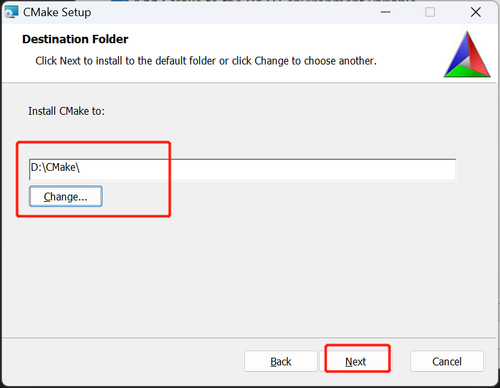 CMake Setup
Destination Folder
Click Next to install to the default folder or click Change to choose another.
Install CMake to:
D:\CMake\
Change...
Back
Next
Cancel